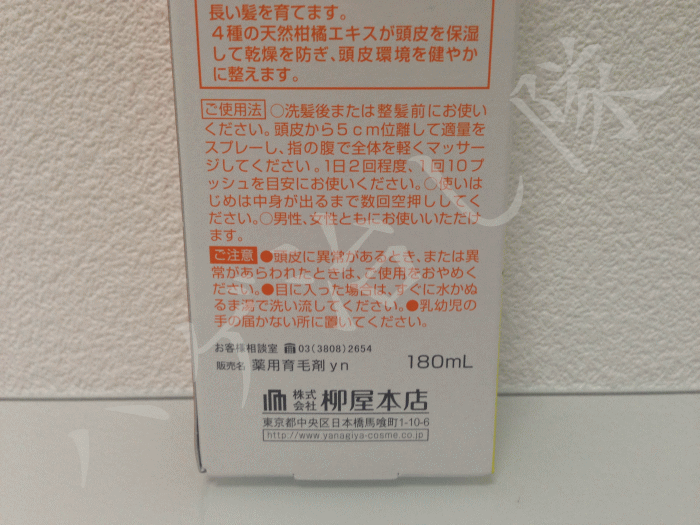 長い髪を育てます。
４種の天然柑橘エキスが頭皮を保湿
して乾燥を防ぎ、頭皮環境を健やか
に整えます。
ご使用法 ○洗髪後または整髪前にお使い
ください。頭皮から５ｃｍ位離して適量を
スプレーし、指の腹で全体を軽くマッサー
ジしてください。1日２回程度、1回10プ
ッシュを目安にお使いください。○使いは
じめは中身が出るまで数回空押ししてく
ださい。○男性、女性ともにお使いいただけ
ます。
ご注意 ●頭皮に異常があるとき、または異
常があらわれたときは、ご使用をおやめく
ださい。●目に入った場合は、すぐに水かぬ
るま湯で洗い流してください。●乳幼児の
手の届かない所に置いてください。
お客様相談室 ☎03(3808)2654
販売名 薬用育毛剤ｙｎ 180mL
株式会社 柳屋本店
東京都中央区日本橋馬喰町1-10-6
http://www.yanagiya-cosme.co.jp